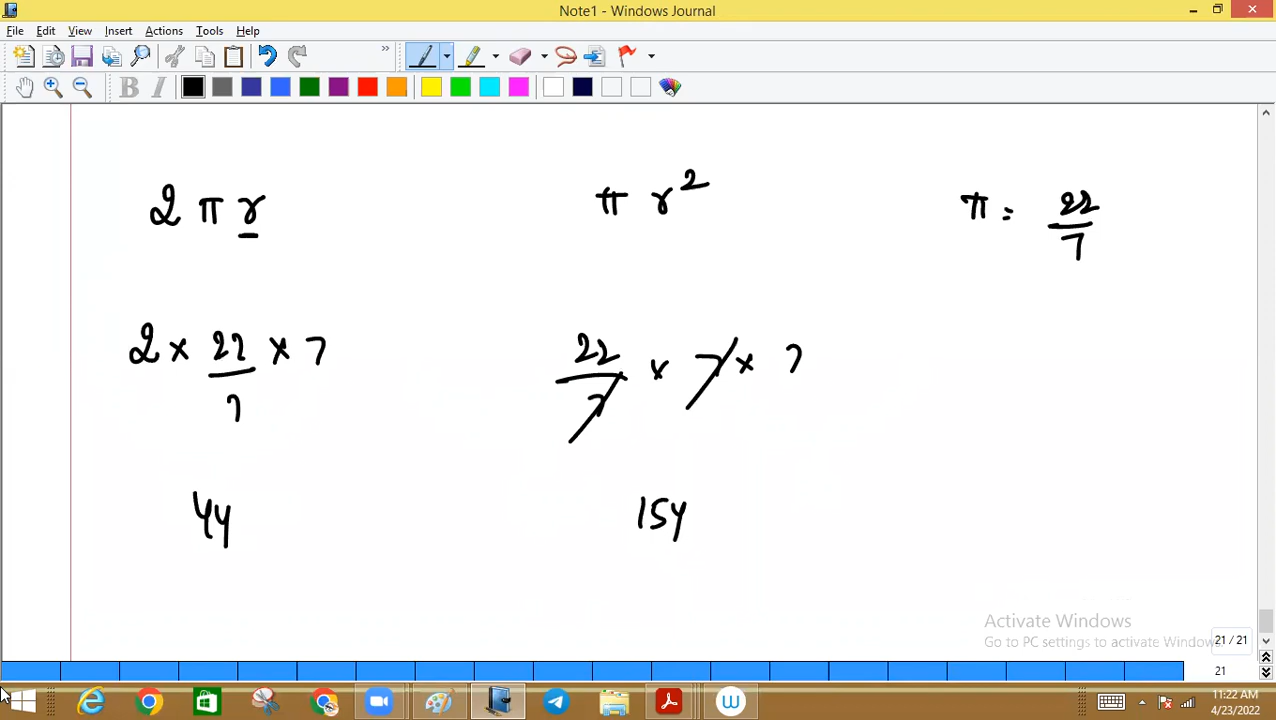 Note1 - Windows Journal
File Edit View Insert Actions Tools Help
B I
2 π r
π r²
π = 22/7
2 × 22/7 × 7
22/7 × 7 × 7
44
154
Activate Windows
Go to PC settings to activate Windows.
21 / 21
21
11:22 AM
4/23/2022